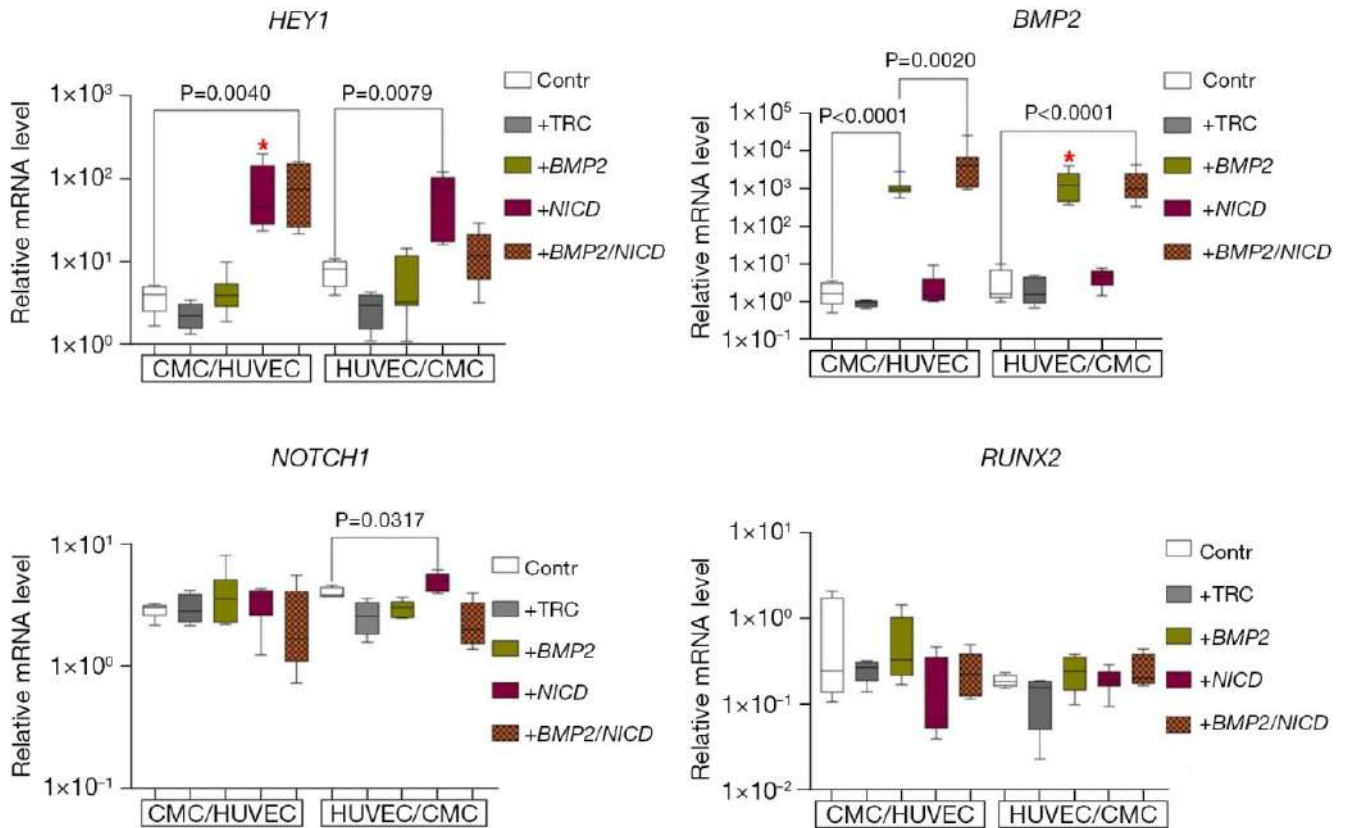 HEY1
Relative mRNA level
1×10³
1×10²
1×10¹
1×10⁰
P=0.0040
P=0.0079
*
CMC/HUVEC
HUVEC/CMC
Contr
+TRC
+BMP2
+NICD
+BMP2/NICD
BMP2
Relative mRNA level
1×10⁵
1×10⁴
1×10³
1×10²
1×10¹
1×10⁰
1×10⁻¹
P=0.0020
P<0.0001
P<0.0001
*
CMC/HUVEC
HUVEC/CMC
Contr
+TRC
+BMP2
+NICD
+BMP2/NICD
NOTCH1
Relative mRNA level
1×10¹
1×10⁰
1×10⁻¹
P=0.0317
CMC/HUVEC
HUVEC/CMC
Contr
+TRC
+BMP2
+NICD
+BMP2/NICD
RUNX2
Relative mRNA level
1×10¹
1×10⁰
1×10⁻¹
1×10⁻²
CMC/HUVEC
HUVEC/CMC
Contr
+TRC
+BMP2
+NICD
+BMP2/NICD